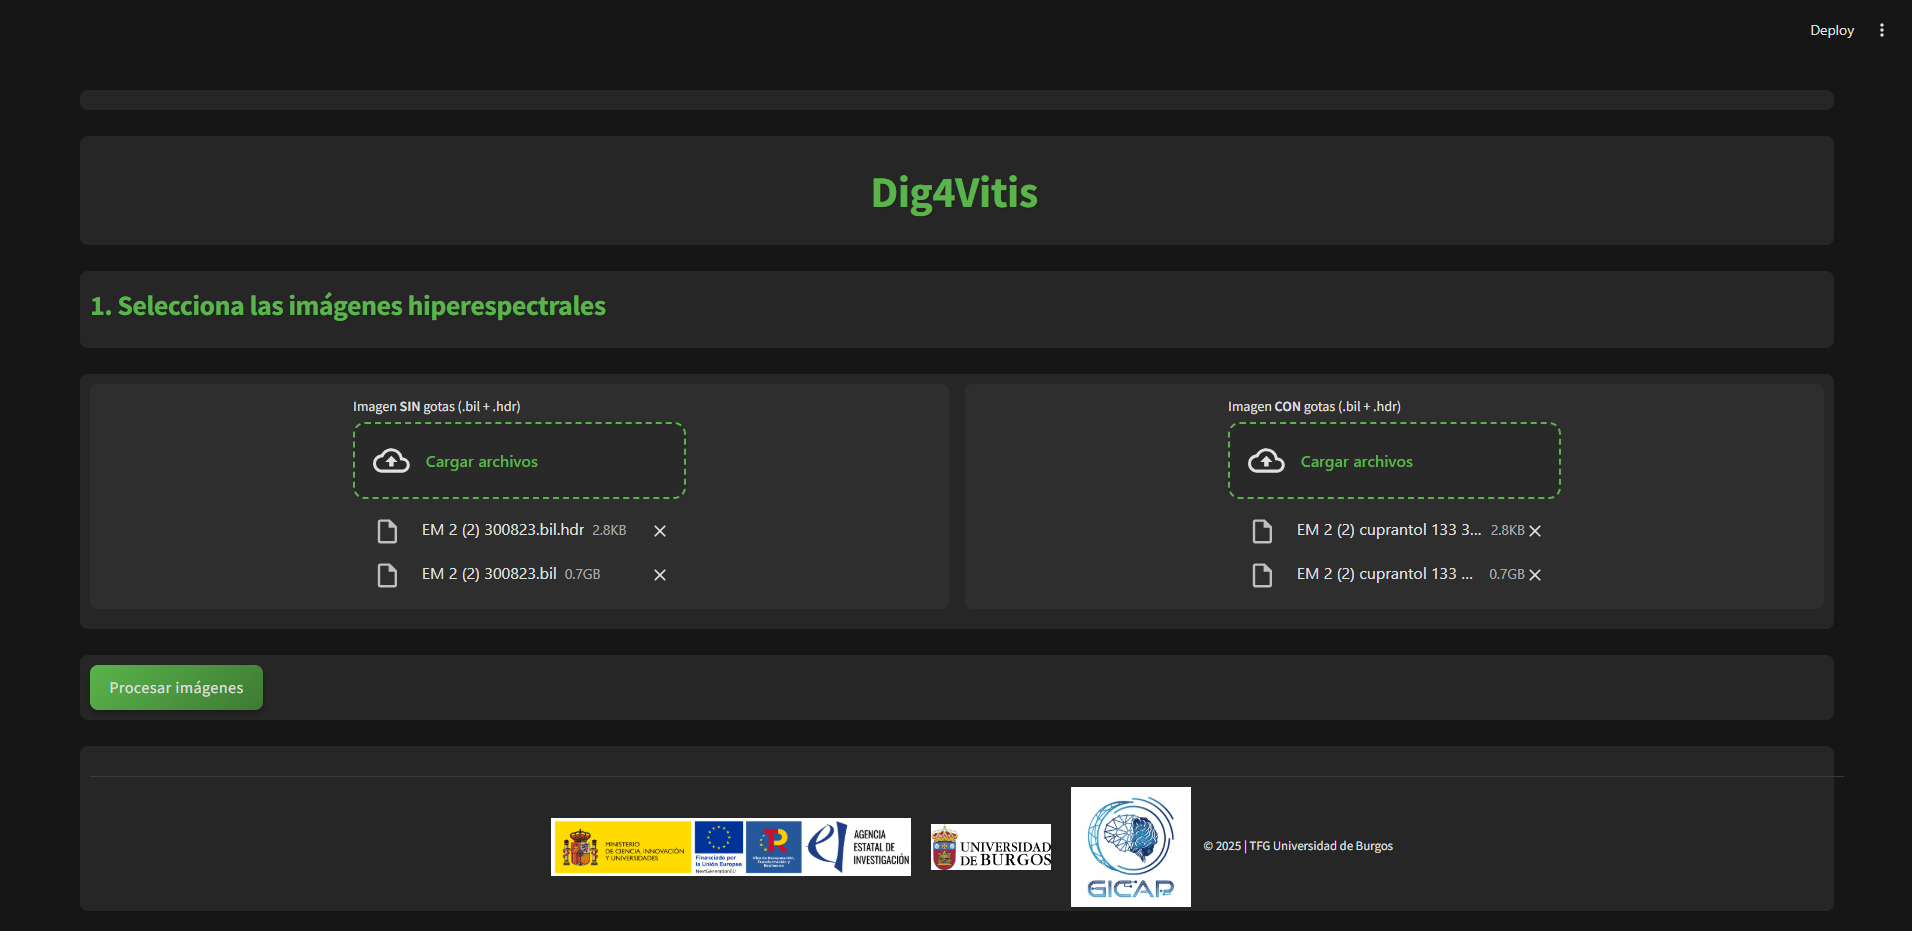 Deploy
Dig4Vitis
1. Selecciona las imágenes hiperespectrales
Imagen SIN gotas (.bil + .hdr)
Cargar archivos
EM 2 (2) 300823.bil.hdr 2.8KB
EM 2 (2) 300823.bil 0.7GB
Imagen CON gotas (.bil + .hdr)
Cargar archivos
EM 2 (2) cuprantol 133 3... 2.8KB
EM 2 (2) cuprantol 133 ... 0.7GB
Procesar imágenes
MINISTERIO
DE CIENCIA, INNOVACIÓN
Y UNIVERSIDADES
Financiado por
la Unión Europea
NextGenerationEU
TR
Plan de Recuperación,
Transformación y
Resiliencia
AGENCIA
ESTATAL DE
INVESTIGACIÓN
UNIVERSIDAD
DE BURGOS
GICAP
© 2025 | TFG Universidad de Burgos